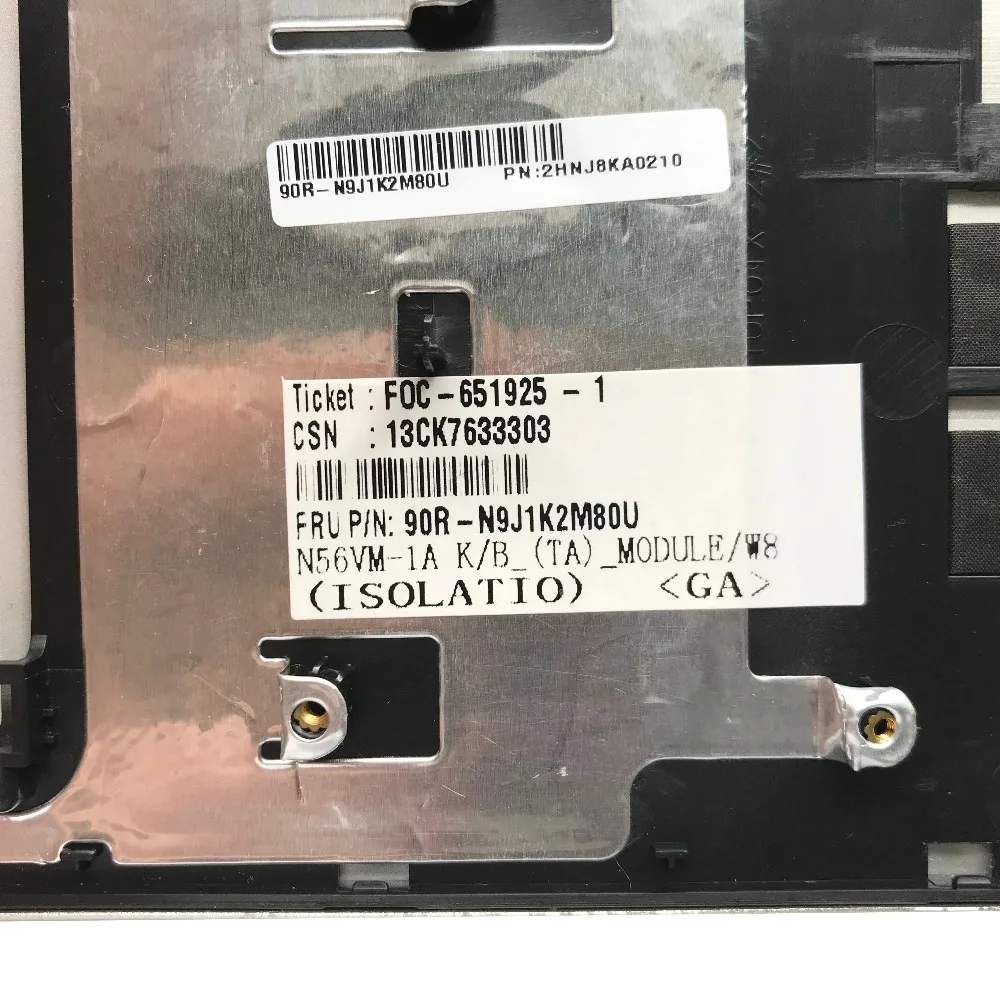 90R-N9J1K2M80U PN:2HNJ8KA0210
Ticket : FOC-651925 - 1
CSN : 13CK7633303
FRU P/N: 90R-N9J1K2M80U
N56VM-1A K/B_(TA)_MODULE/W8
(ISOLATIO) <GA>